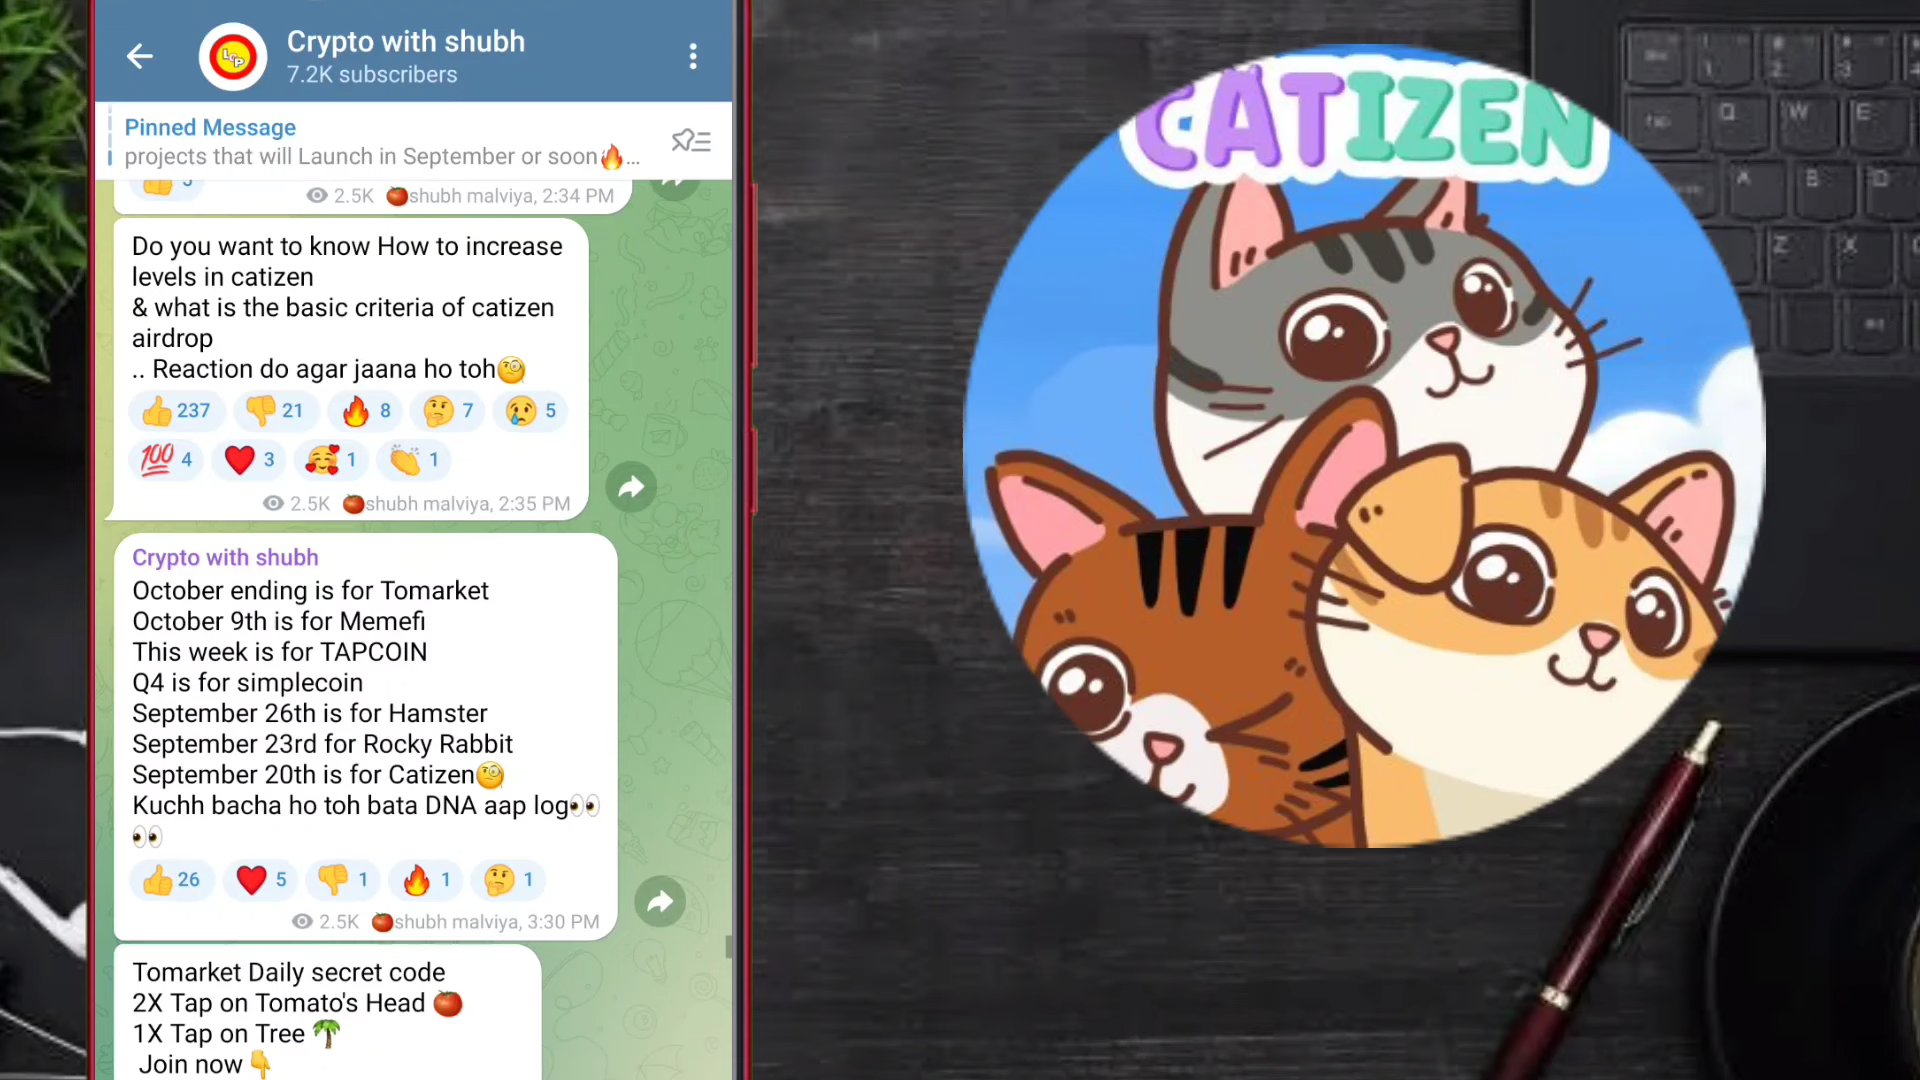 Crypto with shubh
7.2K subscribers
Pinned Message
projects that will Launch in September or soon🔥...
5
2.5K 🍅shubh malviya, 2:34 PM
Do you want to know How to increase
levels in catizen
& what is the basic criteria of catizen
airdrop
.. Reaction do agar jaana ho toh🧐
👍 237 👎 21 🔥 8 🤔 7 😢 5
💯 4 ❤️ 3 🥰 1 👏 1
2.5K 🍅shubh malviya, 2:35 PM
Crypto with shubh
October ending is for Tomarket
October 9th is for Memefi
This week is for TAPCOIN
Q4 is for simplecoin
September 26th is for Hamster
September 23rd for Rocky Rabbit
September 20th is for Catizen🧐
Kuchh bacha ho toh bata DNA aap log👀
👀
👍 26 ❤️ 5 👎 1 🔥 1 🤔 1
2.5K 🍅shubh malviya, 3:30 PM
Tomarket Daily secret code
2X Tap on Tomato's Head 🍅
1X Tap on Tree 🌴
Join now 👇
LCP
CATIZEN
Q W E
A S D
Z X